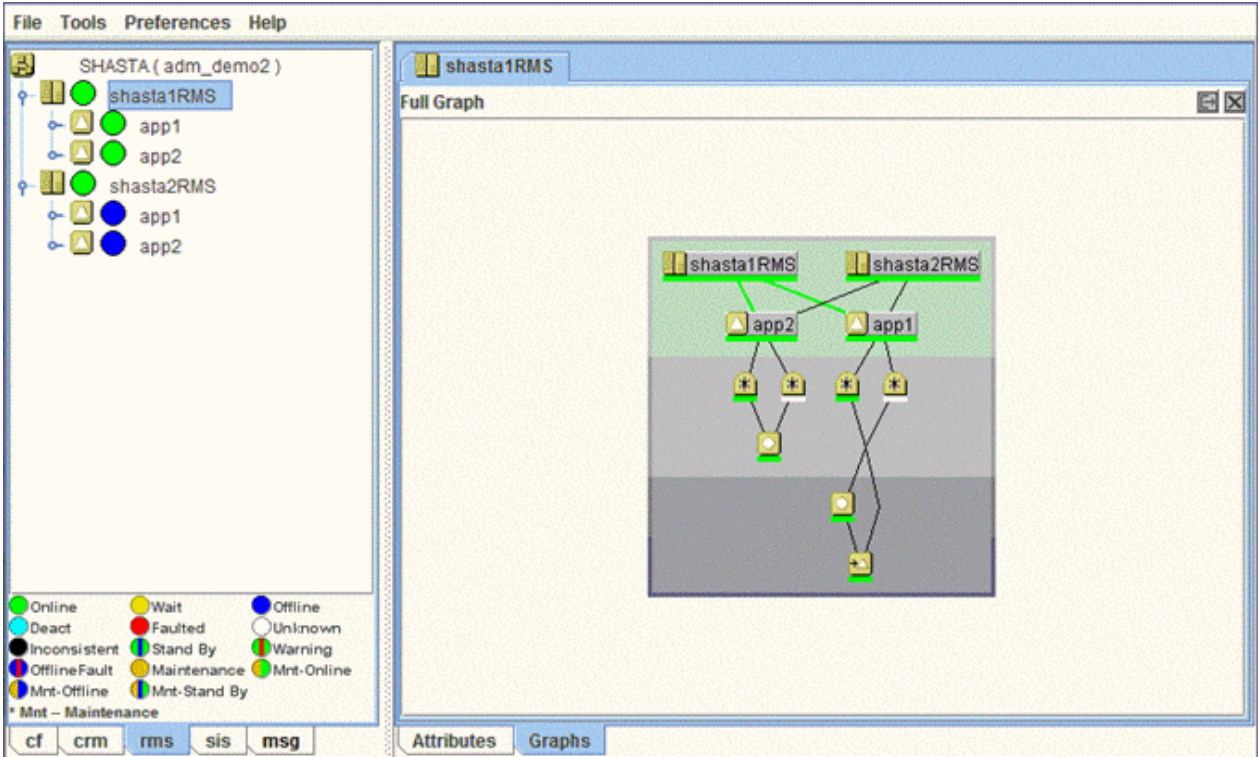 File Tools Preferences Help
SHASTA ( adm_demo2 )
shasta1RMS
app1
app2
shasta2RMS
app1
app2
Online Wait Offline
Deact Faulted Unknown
Inconsistent Stand By Warning
OfflineFault Maintenance Mnt-Online
Mnt-Offline Mnt-Stand By
* Mnt -- Maintenance
cf crm rms sis msg
shasta1RMS
Full Graph
shasta1RMS shasta2RMS
app2 app1
Attributes Graphs